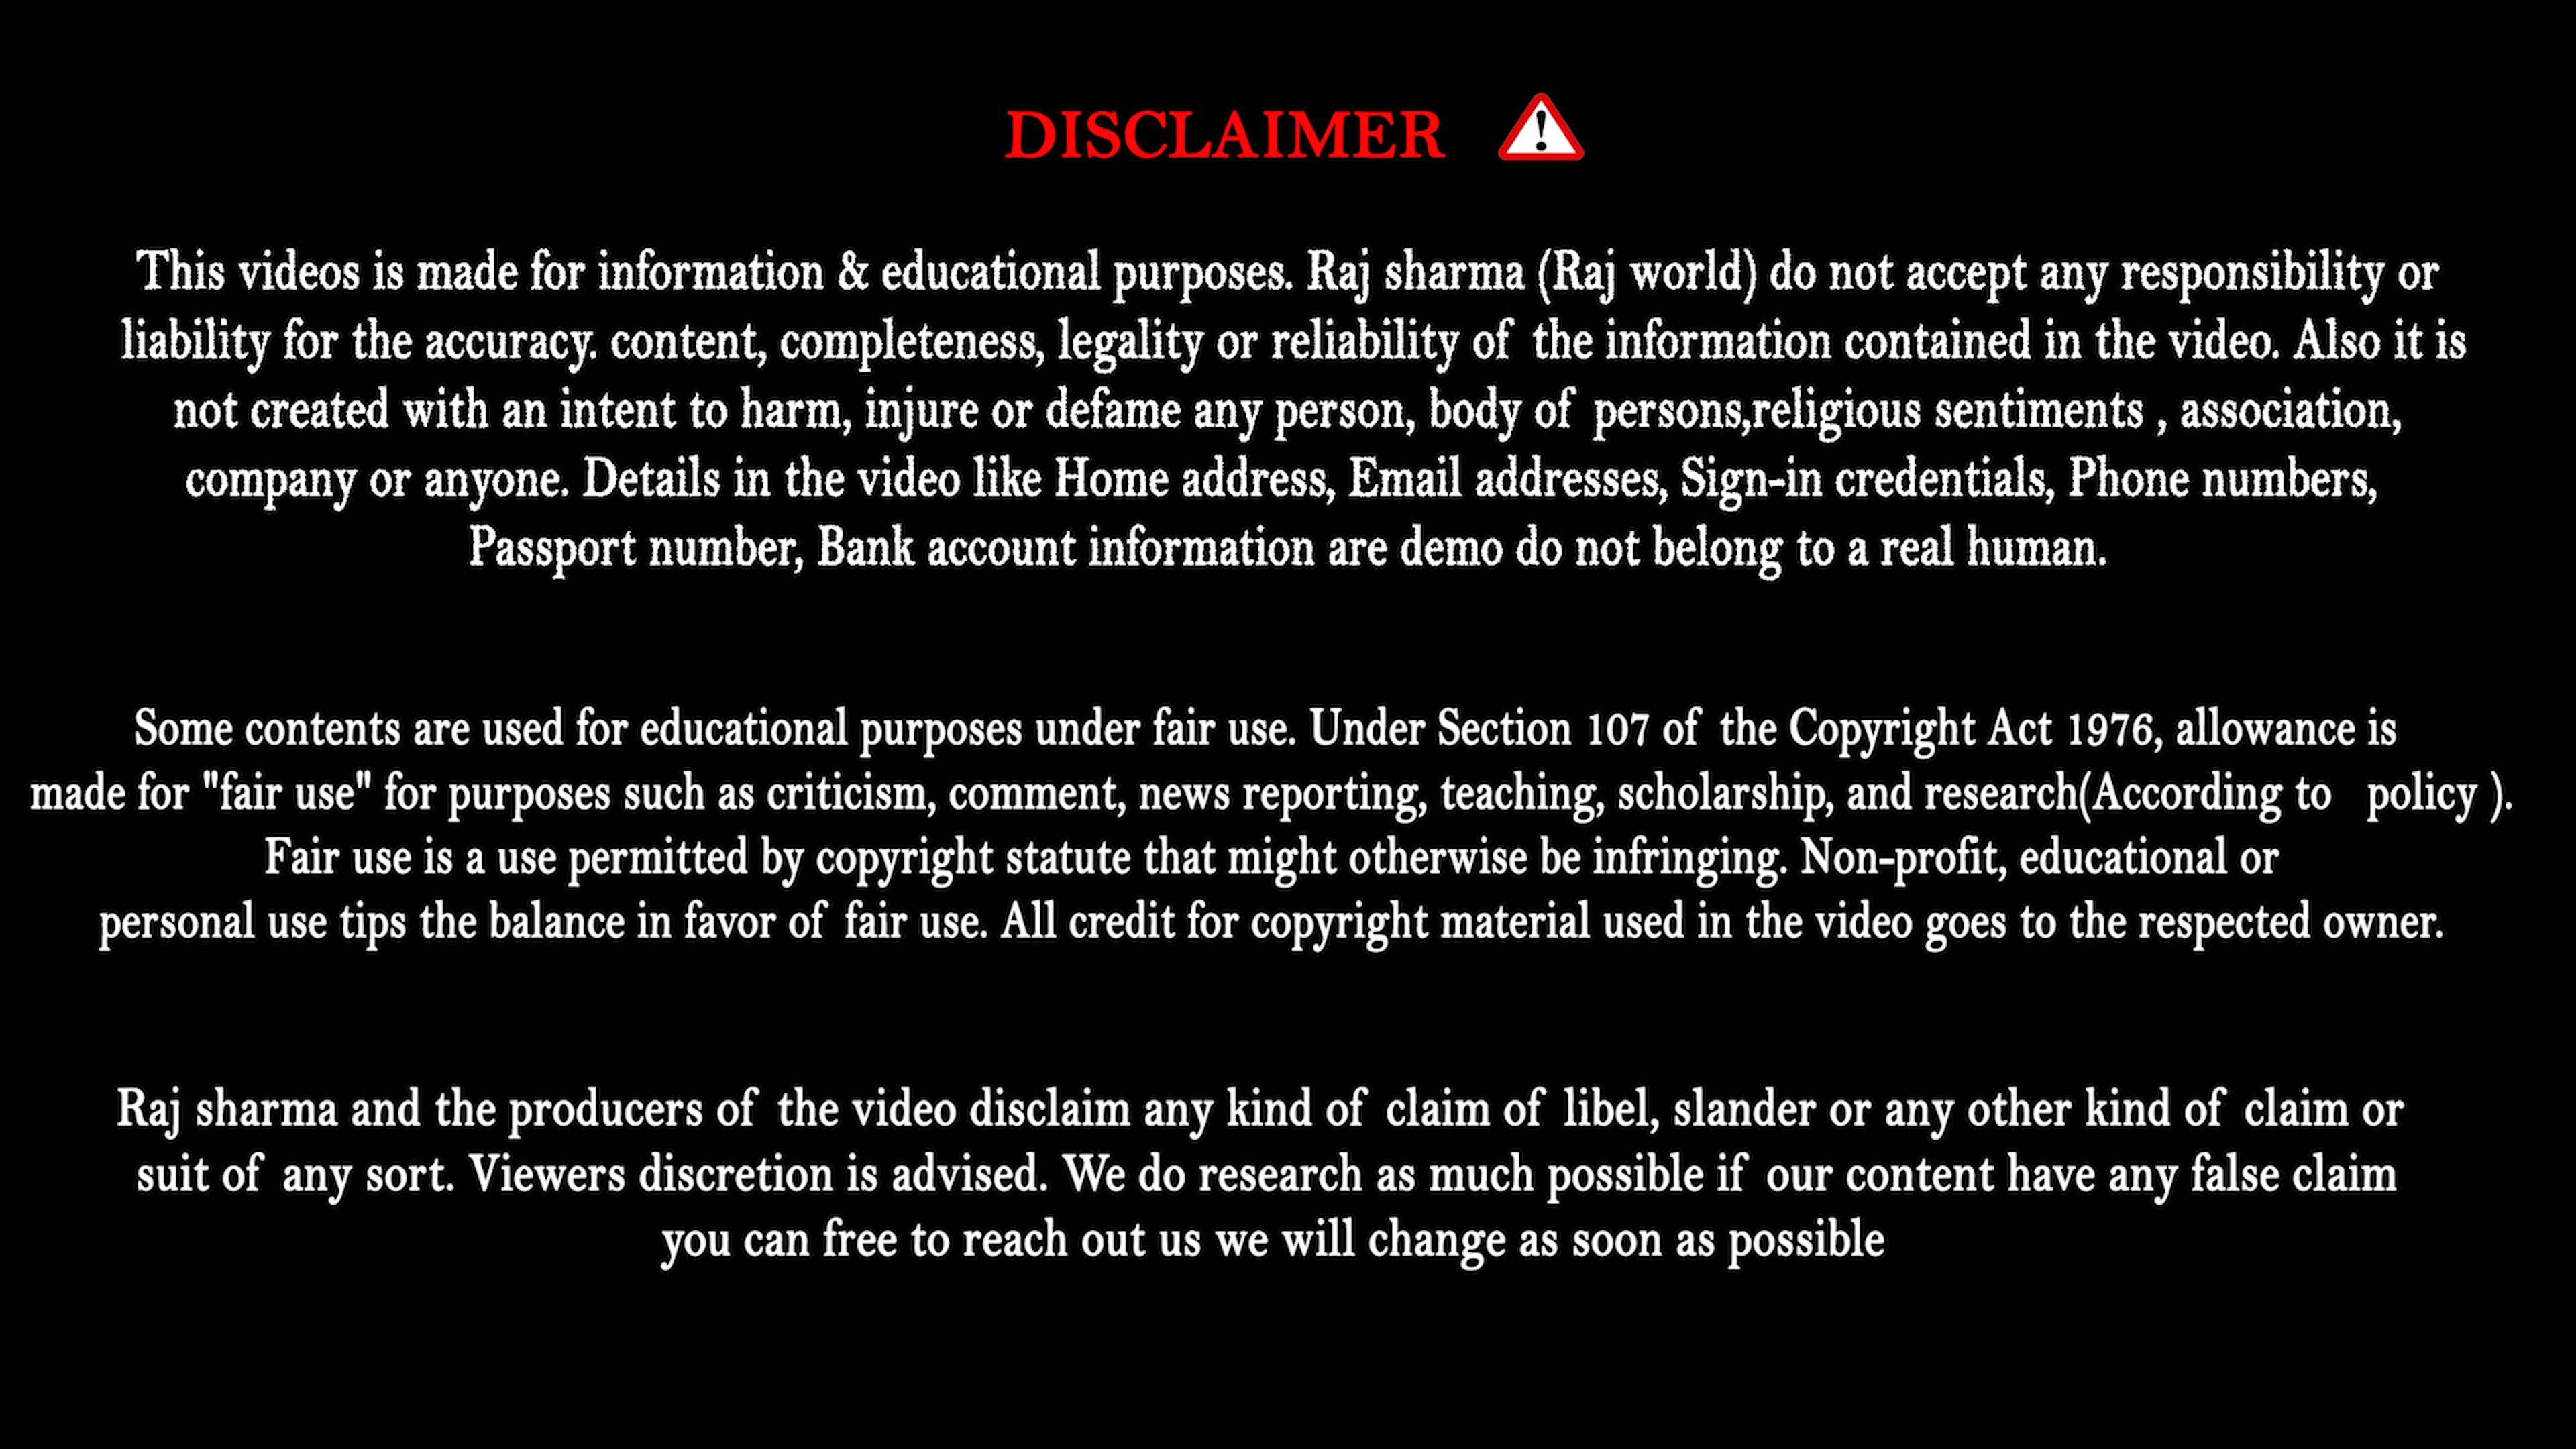 DISCLAIMER
This videos is made for information & educational purposes. Raj sharma (Raj world) do not accept any responsibility or
liability for the accuracy. content, completeness, legality or reliability of the information contained in the video. Also it is
not created with an intent to harm, injure or defame any person, body of persons,religious sentiments , association,
company or anyone. Details in the video like Home address, Email addresses, Sign-in credentials, Phone numbers,
Passport number, Bank account information are demo do not belong to a real human.
Some contents are used for educational purposes under fair use. Under Section 107 of the Copyright Act 1976, allowance is
made for "fair use" for purposes such as criticism, comment, news reporting, teaching, scholarship, and research(According to policy ).
Fair use is a use permitted by copyright statute that might otherwise be infringing. Non-profit, educational or
personal use tips the balance in favor of fair use. All credit for copyright material used in the video goes to the respected owner.
Raj sharma and the producers of the video disclaim any kind of claim of libel, slander or any other kind of claim or
suit of any sort. Viewers discretion is advised. We do research as much possible if our content have any false claim
you can free to reach out us we will change as soon as possible